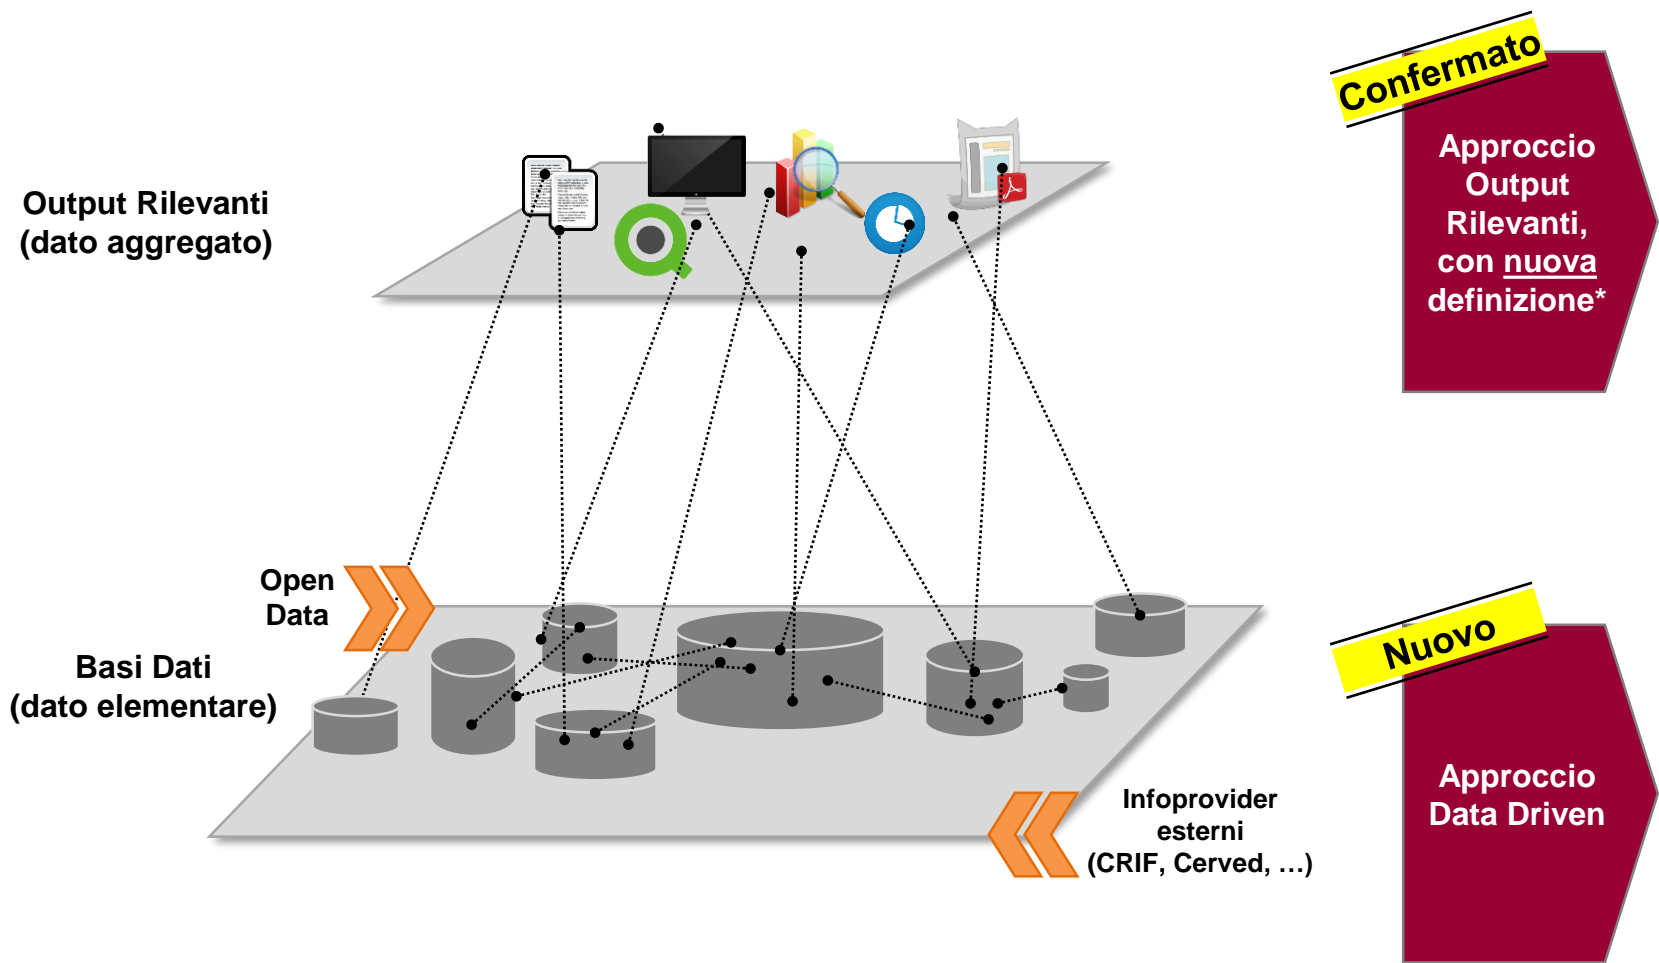 Confermato
Approccio
Output
Rilevanti,
con nuova
definizione*
Output Rilevanti
(dato aggregato)
Open
Data
Basi Dati
(dato elementare)
Nuovo
Approccio
Data Driven
Infoprovider
esterni
(CRIF, Cerved, …)